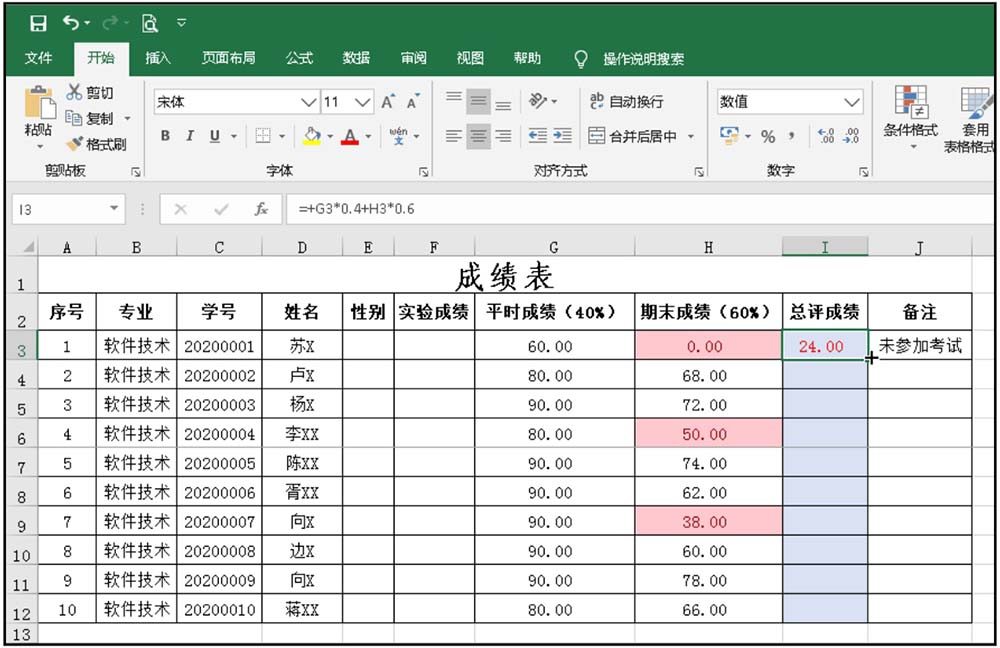 文件 开始 插入 页面布局 公式 数据 审阅 视图 帮助 操作说明搜索
剪切 宋体 11 A A ab 自动换行 数值
粘贴 复制 条件格式 套用
格式刷 B I U A wén 合并后居中 % , 表格格式
剪贴板 字体 对齐方式 数字
I3 fx =+G3*0.4+H3*0.6
A B C D E F G H I J
1 成绩表
2 序号 专业 学号 姓名 性别 实验成绩 平时成绩（40%） 期末成绩（60%） 总评成绩 备注
3 1 软件技术 20200001 苏X 60.00 0.00 24.00 未参加考试
4 2 软件技术 20200002 卢X 80.00 68.00
5 3 软件技术 20200003 杨X 90.00 72.00
6 4 软件技术 20200004 李XX 80.00 50.00
7 5 软件技术 20200005 陈XX 90.00 74.00
8 6 软件技术 20200006 胥XX 90.00 62.00
9 7 软件技术 20200007 向X 90.00 38.00
10 8 软件技术 20200008 边X 90.00 60.00
11 9 软件技术 20200009 向X 90.00 78.00
12 10 软件技术 20200010 蒋XX 80.00 66.00
13